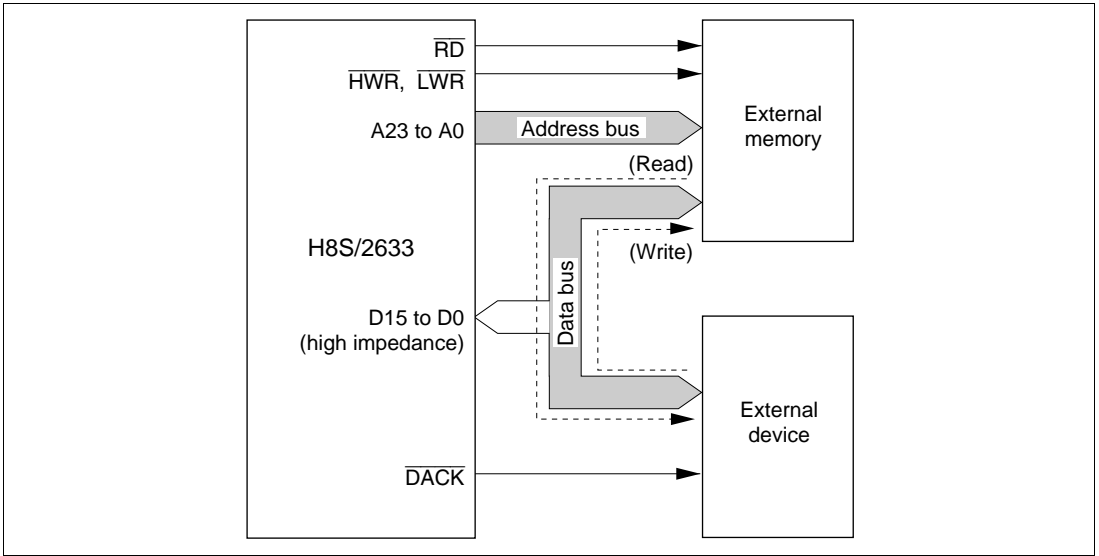 RD
HWR, LWR
A23 to A0
Address bus
External
memory
(Read)
H8S/2633
(Write)
Data bus
D15 to D0
(high impedance)
External
device
DACK